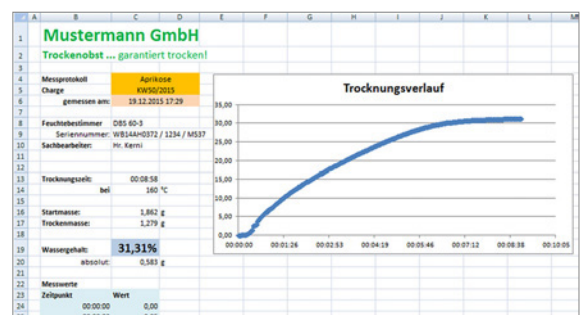 A B C D E F G H I J K L
1 Mustermann GmbH
2 Trockenobst ... garantiert trocken!
3
4 Messprotokoll Aprikose
5 Charge KW50/2015
6 gemessen am: 19.12.2015 17:29
7
8 Feuchtebestimmer DBS 60-3
9 Seriennummer: WB14AH0372 / 1234 / M537
10 Sachbearbeiter: Hr. Kerni
11
12
13 Trocknungszeit: 00:08:58
14 bei 160 °C
15
16 Startmasse: 1,862 g
17 Trockenmasse: 1,279 g
18
19 Wassergehalt: 31,31%
20 absolut: 0,583 g
21
22 Messwerte
23 Zeitpunkt Wert
24 00:00:00 0,00
Trocknungsverlauf
35,00
30,00
25,00
20,00
15,00
10,00
5,00
0,00
00:00:00 00:01:26 00:02:53 00:04:19 00:05:46 00:07:12 00:08:38 00:10:05